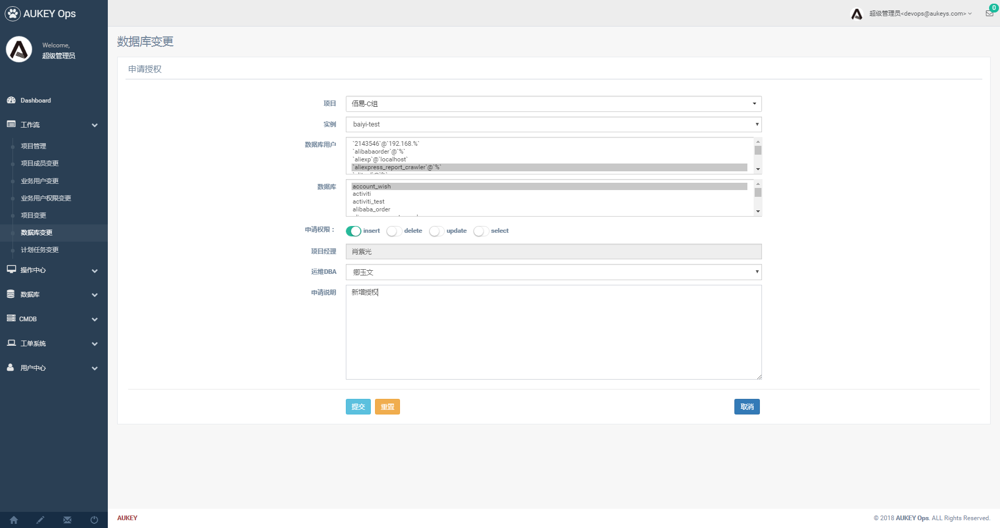 AUKEY Ops
超级管理员<devops@aukeys.com>
0
Welcome,
超级管理员
Dashboard
工作流
项目管理
项目成员变更
业务用户变更
业务用户权限变更
项目变更
数据库变更
计划任务变更
操作中心
数据库
CMDB
工单系统
用户中心
数据库变更
申请授权
项目 佰易-C组
实例 baiyi-test
数据库用户
`2143546`@`192.168.%`
`alibabaorder`@`%`
`aliexp`@`localhost`
`aliexpress_report_crawler`@`%`
数据库
account_wish
activiti
activiti_test
alibaba_order
申请权限： insert delete update select
项目经理 肖紫光
运维DBA 卿玉文
申请说明 新增授权
提交 重置 取消
AUKEY
© 2018 AUKEY Ops. ALL Rights Reserved.